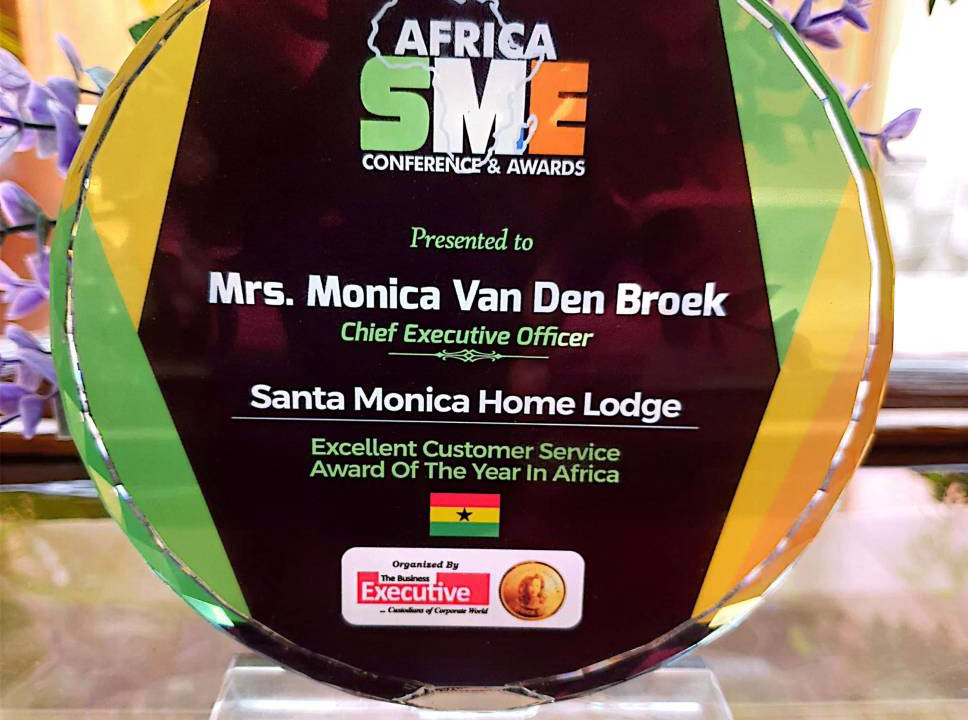 AFRICA
SME
CONFERENCE & AWARDS
Presented to
Mrs. Monica Van Den Broek
Chief Executive Officer
Santa Monica Home Lodge
Excellent Customer Service
Award Of The Year In Africa
Organized By
The Business
Executive
... Custodians of Corporate World